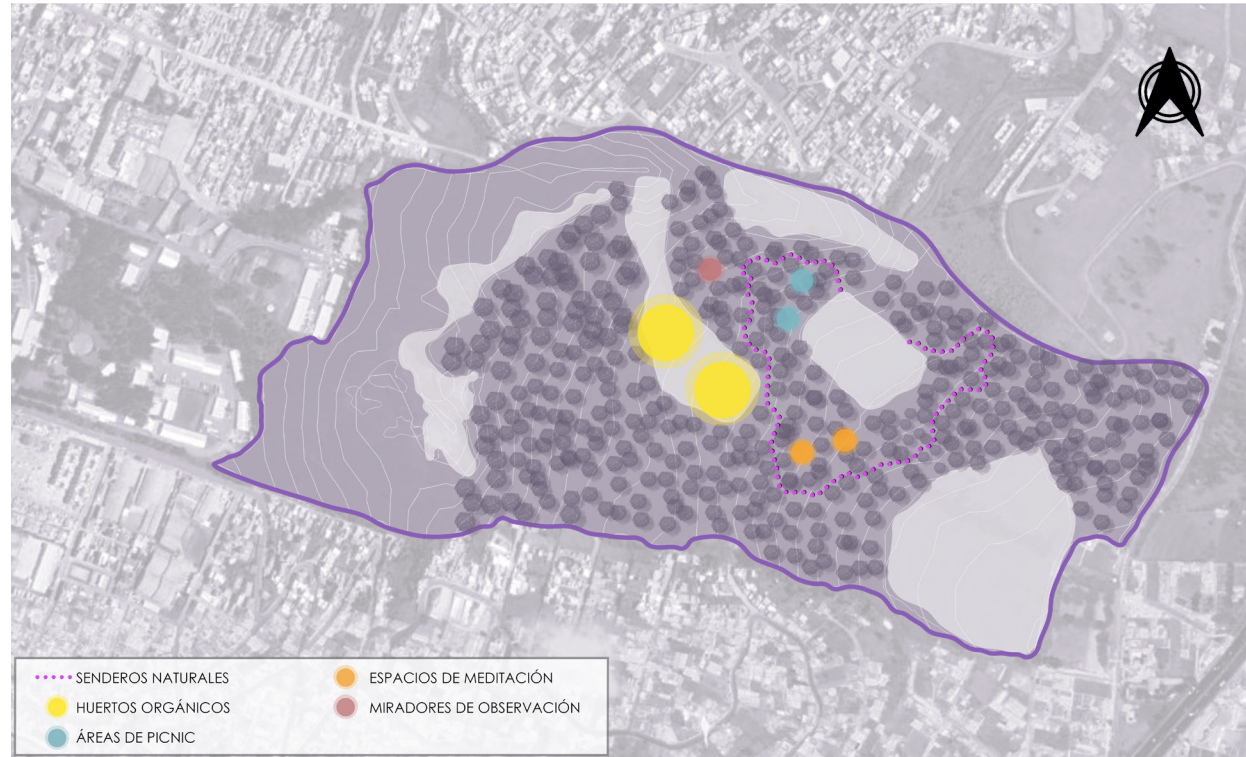 SENDEROS NATURALES
HUERTOS ORGÁNICOS
ÁREAS DE PICNIC
ESPACIOS DE MEDITACIÓN
MIRADORES DE OBSERVACIÓN